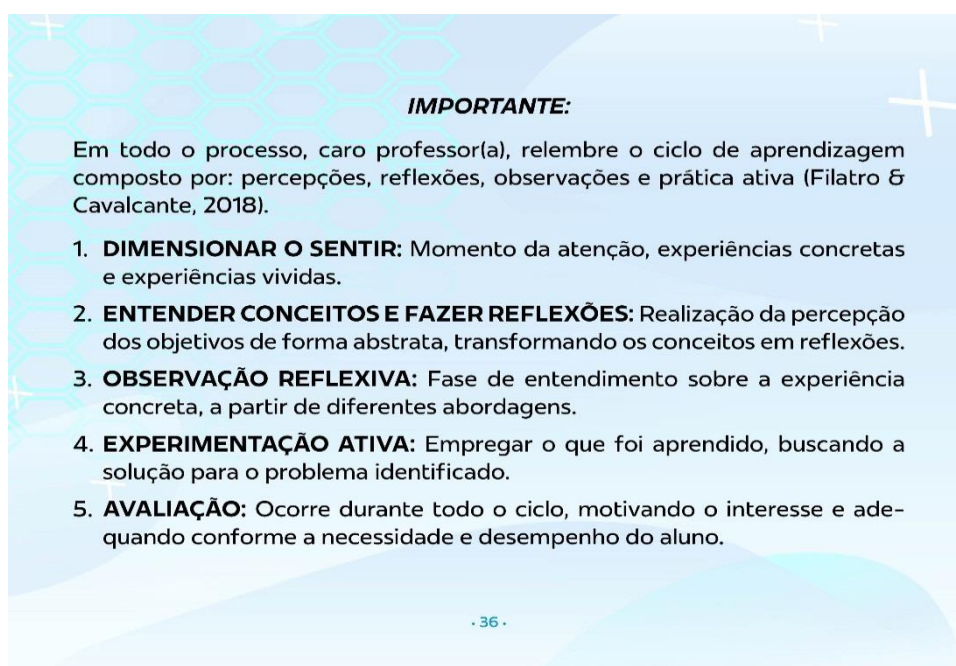 IMPORTANTE:
Em todo o processo, caro professor(a), relembre o ciclo de aprendizagem
composto por: percepções, reflexões, observações e prática ativa (Filatro &
Cavalcante, 2018).
1. DIMENSIONAR O SENTIR: Momento da atenção, experiências concretas
e experiências vividas.
2. ENTENDER CONCEITOS E FAZER REFLEXÕES: Realização da percepção
dos objetivos de forma abstrata, transformando os conceitos em reflexões.
3. OBSERVAÇÃO REFLEXIVA: Fase de entendimento sobre a experiência
concreta, a partir de diferentes abordagens.
4. EXPERIMENTAÇÃO ATIVA: Empregar o que foi aprendido, buscando a
solução para o problema identificado.
5. AVALIAÇÃO: Ocorre durante todo o ciclo, motivando o interesse e ade-
quando conforme a necessidade e desempenho do aluno.
· 36 ·